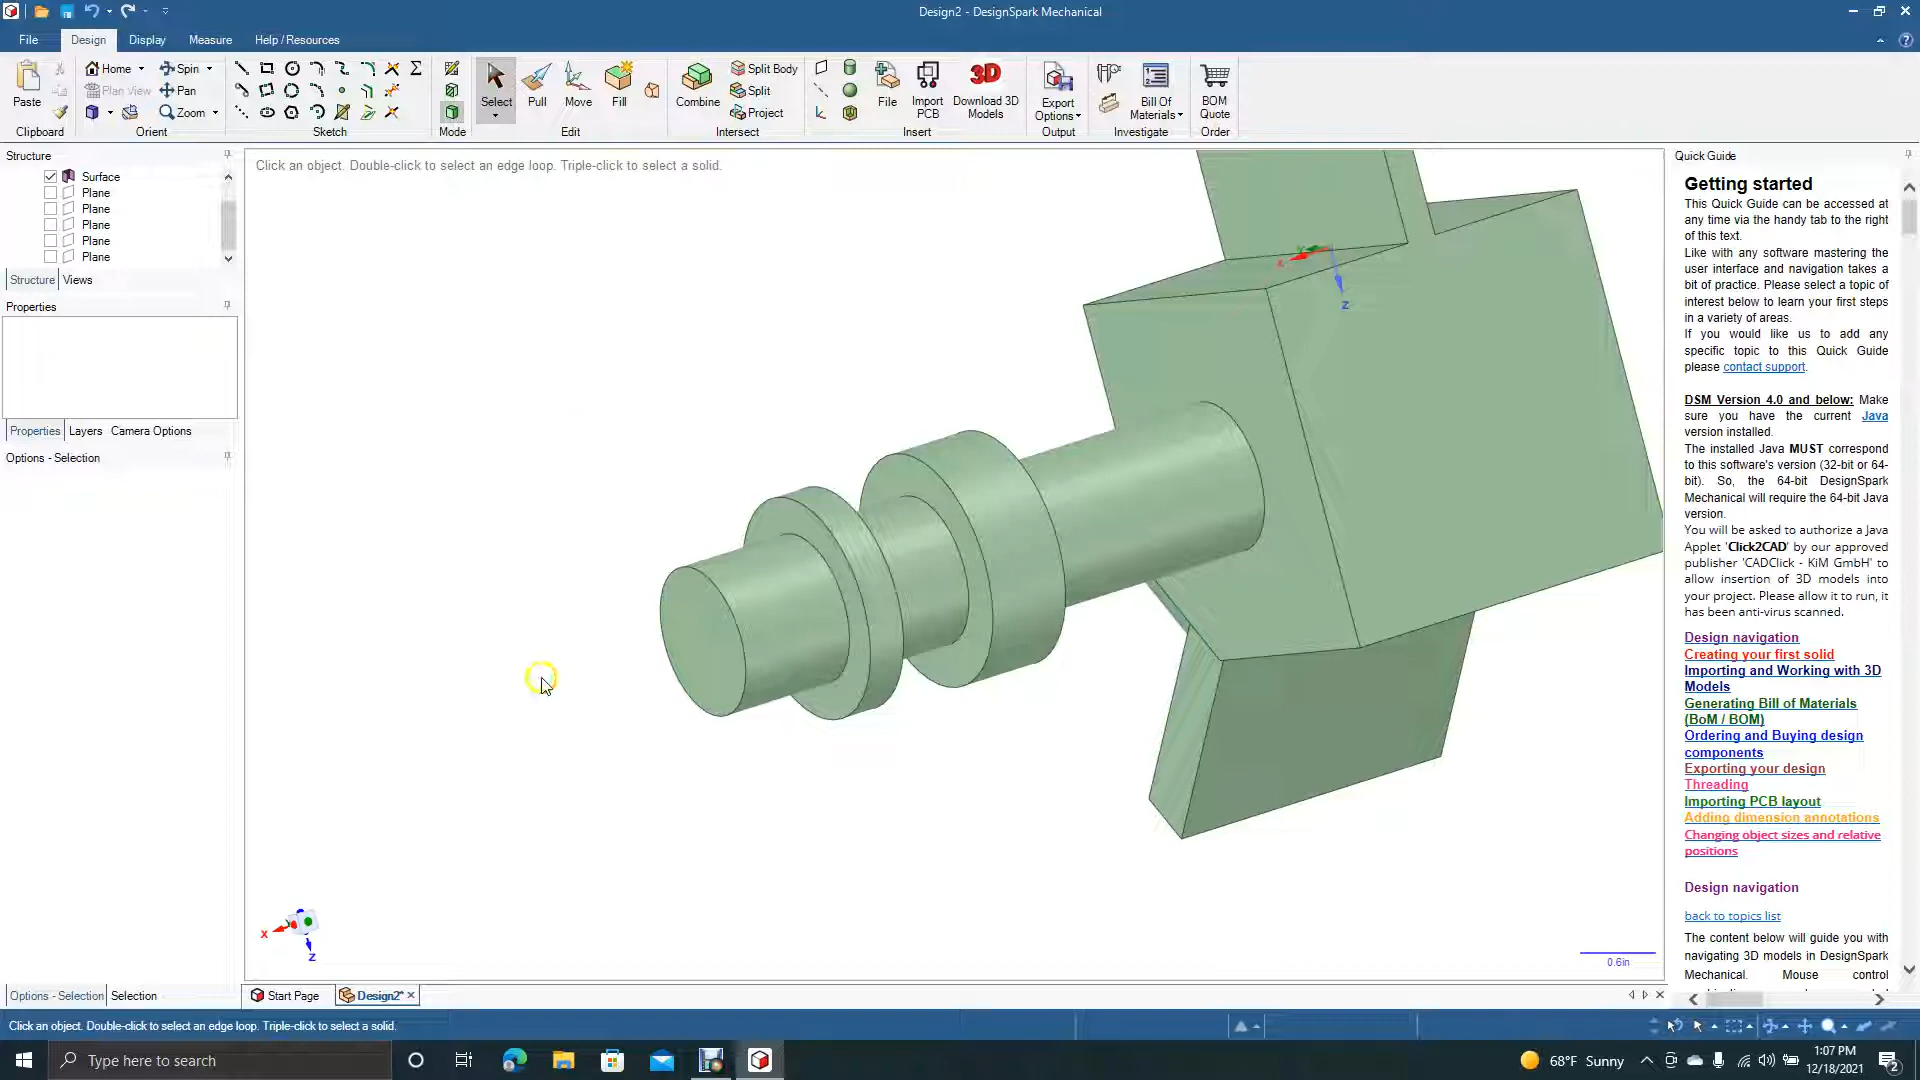 Design2 - DesignSpark Mechanical
File Design Display Measure Help / Resources
Paste
Clipboard
Home
Spin
Plan View
Pan
Zoom
Orient
Sketch
Mode
Select
Pull
Move
Fill
Edit
Combine
Split Body
Split
Project
Intersect
File
Import PCB
3D
Download 3D Models
Insert
Export Options
Output
Bill Of Materials
Investigate
BOM Quote
Order
Structure
Surface
Plane
Plane
Plane
Plane
Plane
Structure Views
Properties
Properties Layers Camera Options
Options - Selection
Options - Selection Selection
Click an object. Double-click to select an edge loop. Triple-click to select a solid.
X
Y
Z
X
Z
0.6in
Start Page
Design2*
Quick Guide
Getting started
This Quick Guide can be accessed at
any time via the handy tab to the right
of this text.
Like with any software mastering the
user interface and navigation takes a
bit of practice. Please select a topic of
interest below to learn your first steps
in a variety of areas.
If you would like us to add any
specific topic to this Quick Guide
please contact support.
DSM Version 4.0 and below: Make
sure you have the current Java
version installed.
The installed Java MUST correspond
to this software's version (32-bit or 64-
bit). So, the 64-bit DesignSpark
Mechanical will require the 64-bit Java
version.
You will be asked to authorize a Java
Applet 'Click2CAD' by our approved
publisher 'CADClick - KiM GmbH' to
allow insertion of 3D models into
your project. Please allow it to run, it
has been anti-virus scanned.
Design navigation
Creating your first solid
Importing and Working with 3D
Models
Generating Bill of Materials
(BoM / BOM)
Ordering and Buying design
components
Exporting your design
Threading
Importing PCB layout
Adding dimension annotations
Changing object sizes and relative
positions
Design navigation
back to topics list
The content below will guide you with
navigating 3D models in DesignSpark
Mechanical. Mouse control
Click an object. Double-click to select an edge loop. Triple-click to select a solid.
Type here to search
68°F Sunny
1:07 PM
12/18/2021
2